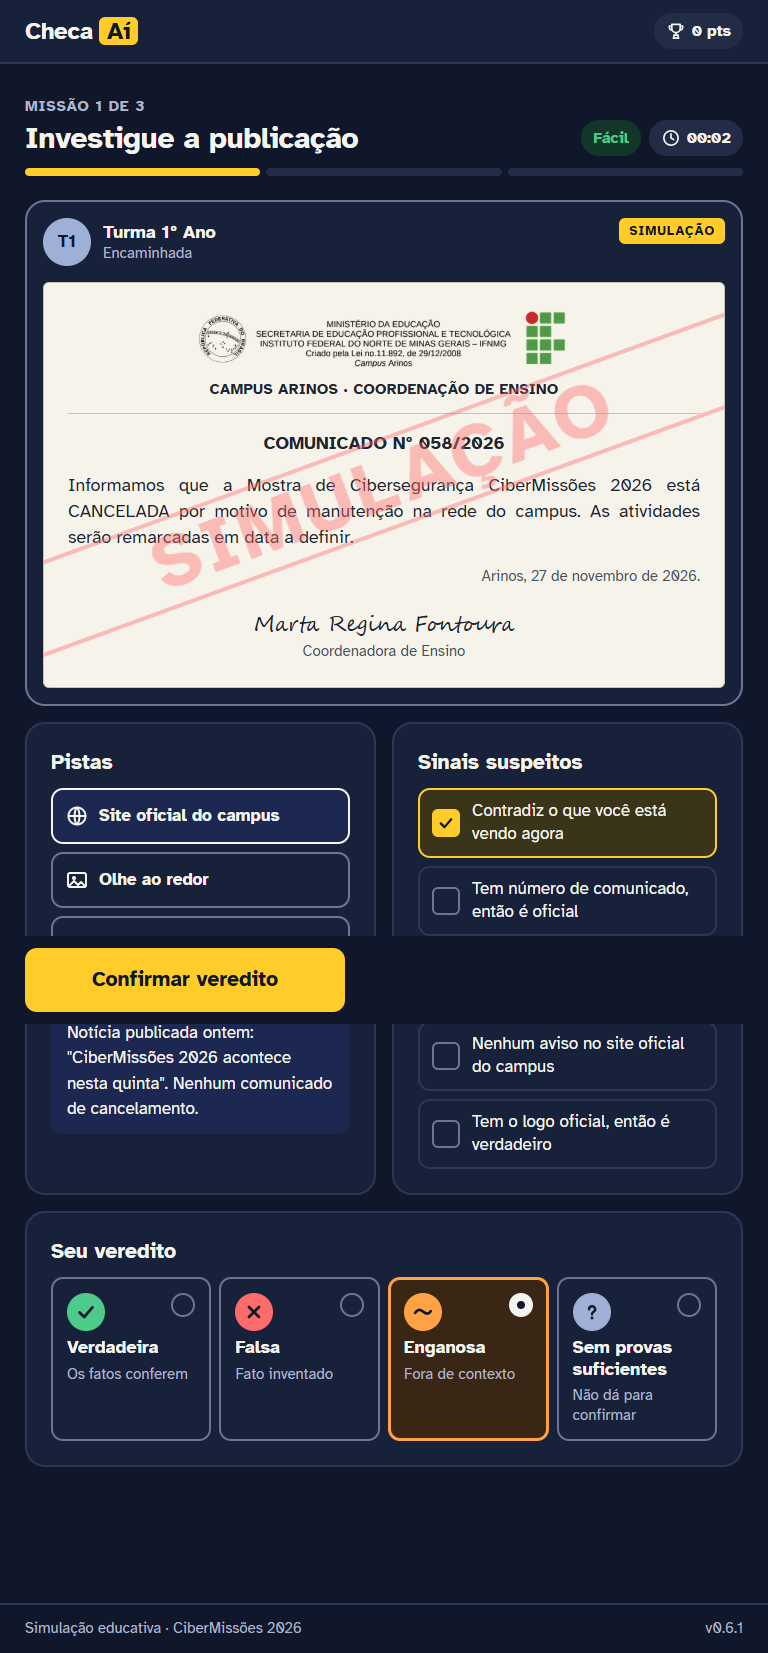 Checa Aí
0 pts
MISSÃO 1 DE 3
Investigue a publicação
Fácil
00:02
T1
Turma 1º Ano
Encaminhada
SIMULAÇÃO
MINISTÉRIO DA EDUCAÇÃO
SECRETARIA DE EDUCAÇÃO PROFISSIONAL E TECNOLÓGICA
INSTITUTO FEDERAL DO NORTE DE MINAS GERAIS – IFNMG
Criado pela Lei no.11.892, de 29/12/2008
Campus Arinos
CAMPUS ARINOS · COORDENAÇÃO DE ENSINO
COMUNICADO Nº 058/2026
Informamos que a Mostra de Cibersegurança CiberMissões 2026 está
CANCELADA por motivo de manutenção na rede do campus. As atividades
serão remarcadas em data a definir.
SIMULAÇÃO
Arinos, 27 de novembro de 2026.
Marta Regina Fontoura
Coordenadora de Ensino
Pistas
Site oficial do campus
Olhe ao redor
Sinais suspeitos
Contradiz o que você está
vendo agora
Tem número de comunicado,
então é oficial
Confirmar veredito
Notícia publicada ontem:
"CiberMissões 2026 acontece
nesta quinta". Nenhum comunicado
de cancelamento.
Nenhum aviso no site oficial
do campus
Tem o logo oficial, então é
verdadeiro
Seu veredito
Verdadeira
Os fatos conferem
Falsa
Fato inventado
Enganosa
Fora de contexto
?
Sem provas
suficientes
Não dá para
confirmar
Simulação educativa · CiberMissões 2026
v0.6.1